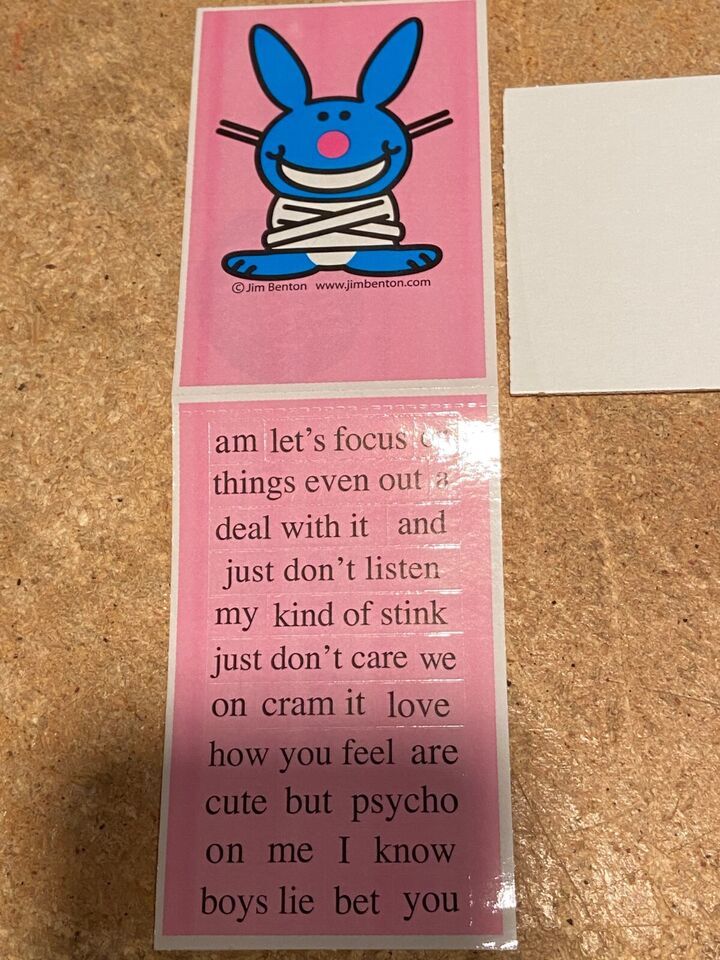 © Jim Benton www.jimbenton.com
am let's focus
things even out a
deal with it and
just don't listen
my kind of stink
just don't care we
on cram it love
how you feel are
cute but psycho
on me I know
boys lie bet you